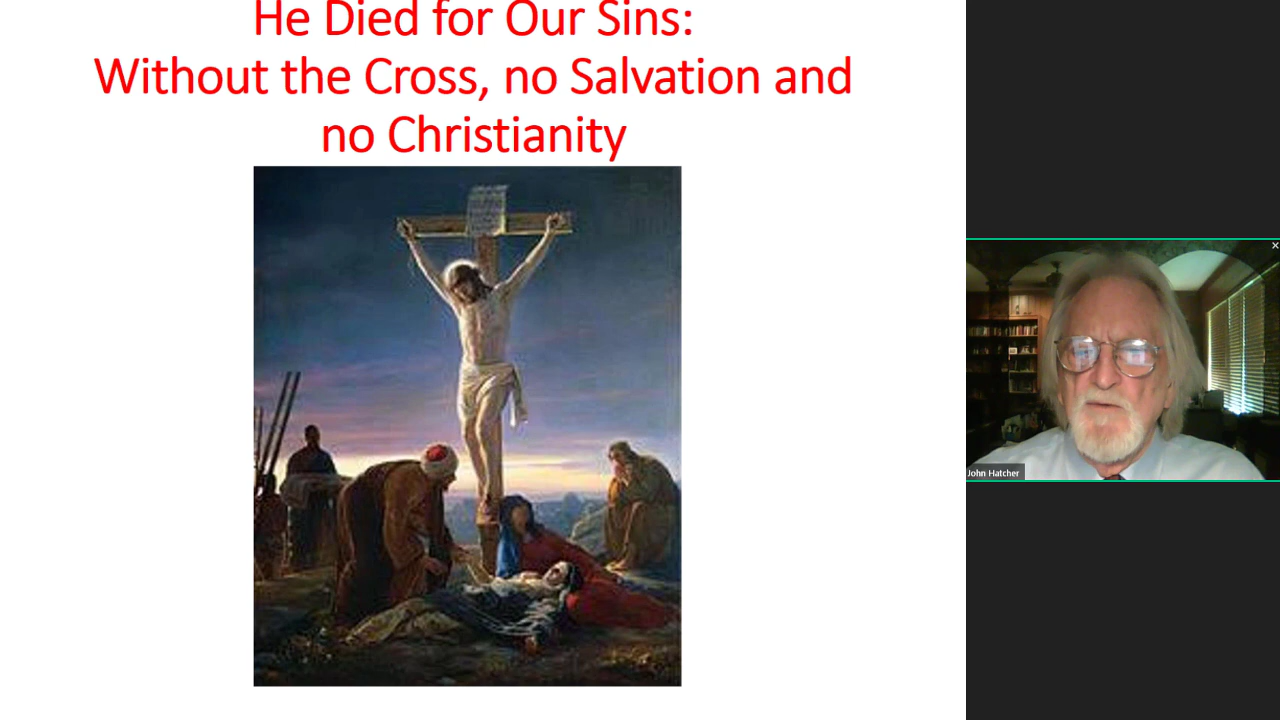 He Died for Our Sins:
Without the Cross, no Salvation and
no Christianity
John Hatcher